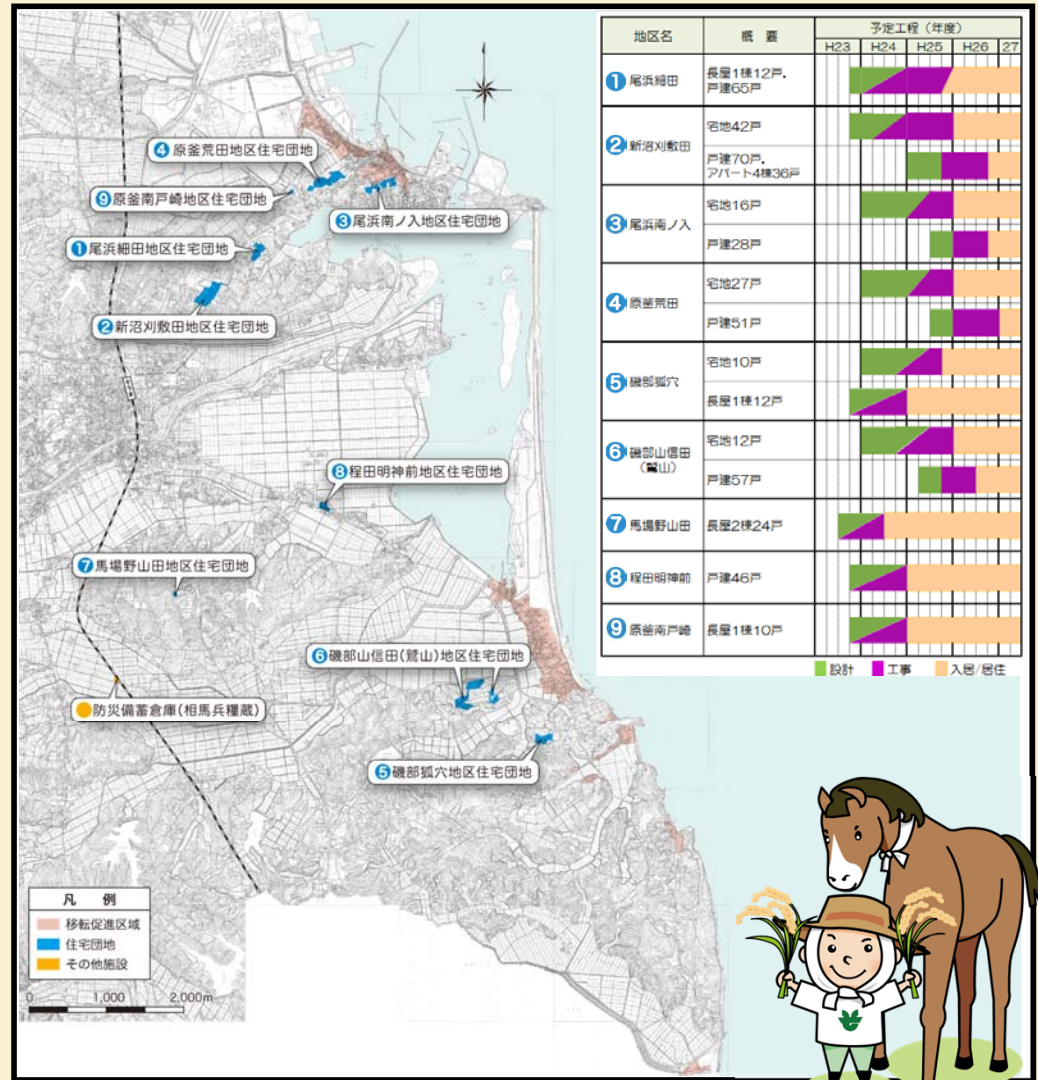 ④原釜荒田地区住宅団地
⑨原釜南戸崎地区住宅団地
③尾浜南ノ入地区住宅団地
①尾浜細田地区住宅団地
②新沼刈敷田地区住宅団地
⑧程田明神前地区住宅団地
⑦馬場野山田地区住宅団地
⑥磯部山信田(鷲山)地区住宅団地
防災備蓄倉庫(相馬兵糧蔵)
⑤磯部狐穴地区住宅団地
凡 例
移転促進区域
住宅団地
その他施設
0 1,000 2,000m
地区名 概 要 予定工程(年度)
H23 H24 H25 H26 27
①尾浜細田 長屋1棟12戸,
戸建65戸
②新沼刈敷田 宅地42戸
戸建70戸,
アパート4棟36戸
③尾浜南ノ入 宅地16戸
戸建28戸
④原釜荒田 宅地27戸
戸建51戸
⑤磯部狐穴 宅地10戸
長屋1棟12戸
⑥磯部山信田
(鷲山)
宅地12戸
戸建57戸
⑦馬場野山田 長屋2棟24戸
⑧程田明神前 戸建46戸
⑨原釜南戸崎 長屋1棟10戸
設計 工事 入居/居住